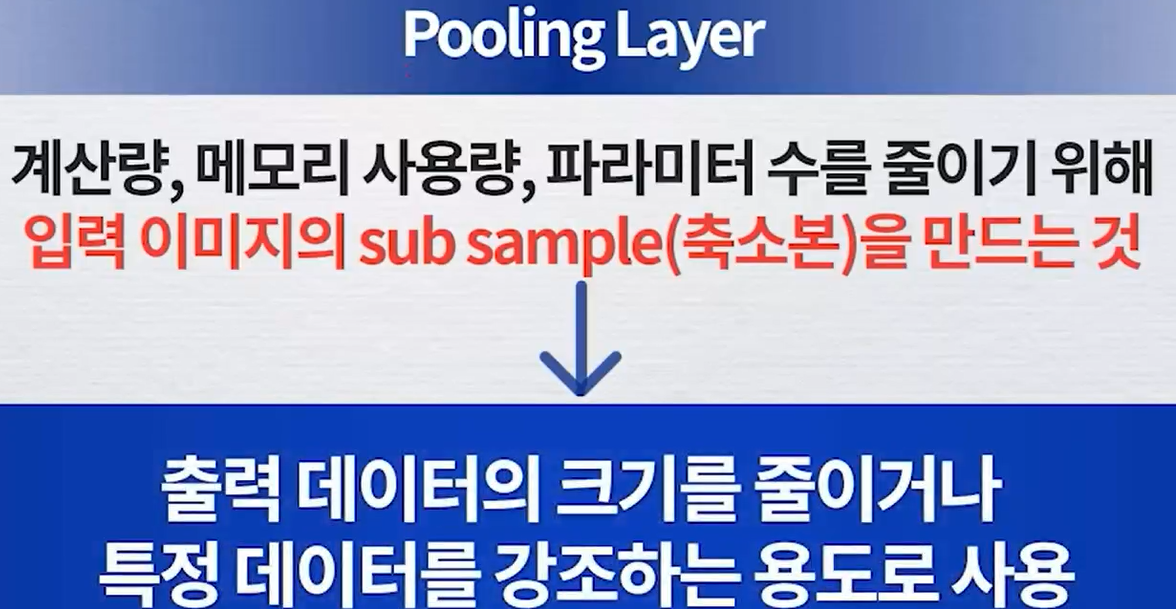 Pooling Layer
계산량, 메모리 사용량, 파라미터 수를 줄이기 위해
입력 이미지의 sub sample(축소본)을 만드는 것
출력 데이터의 크기를 줄이거나
특정 데이터를 강조하는 용도로 사용